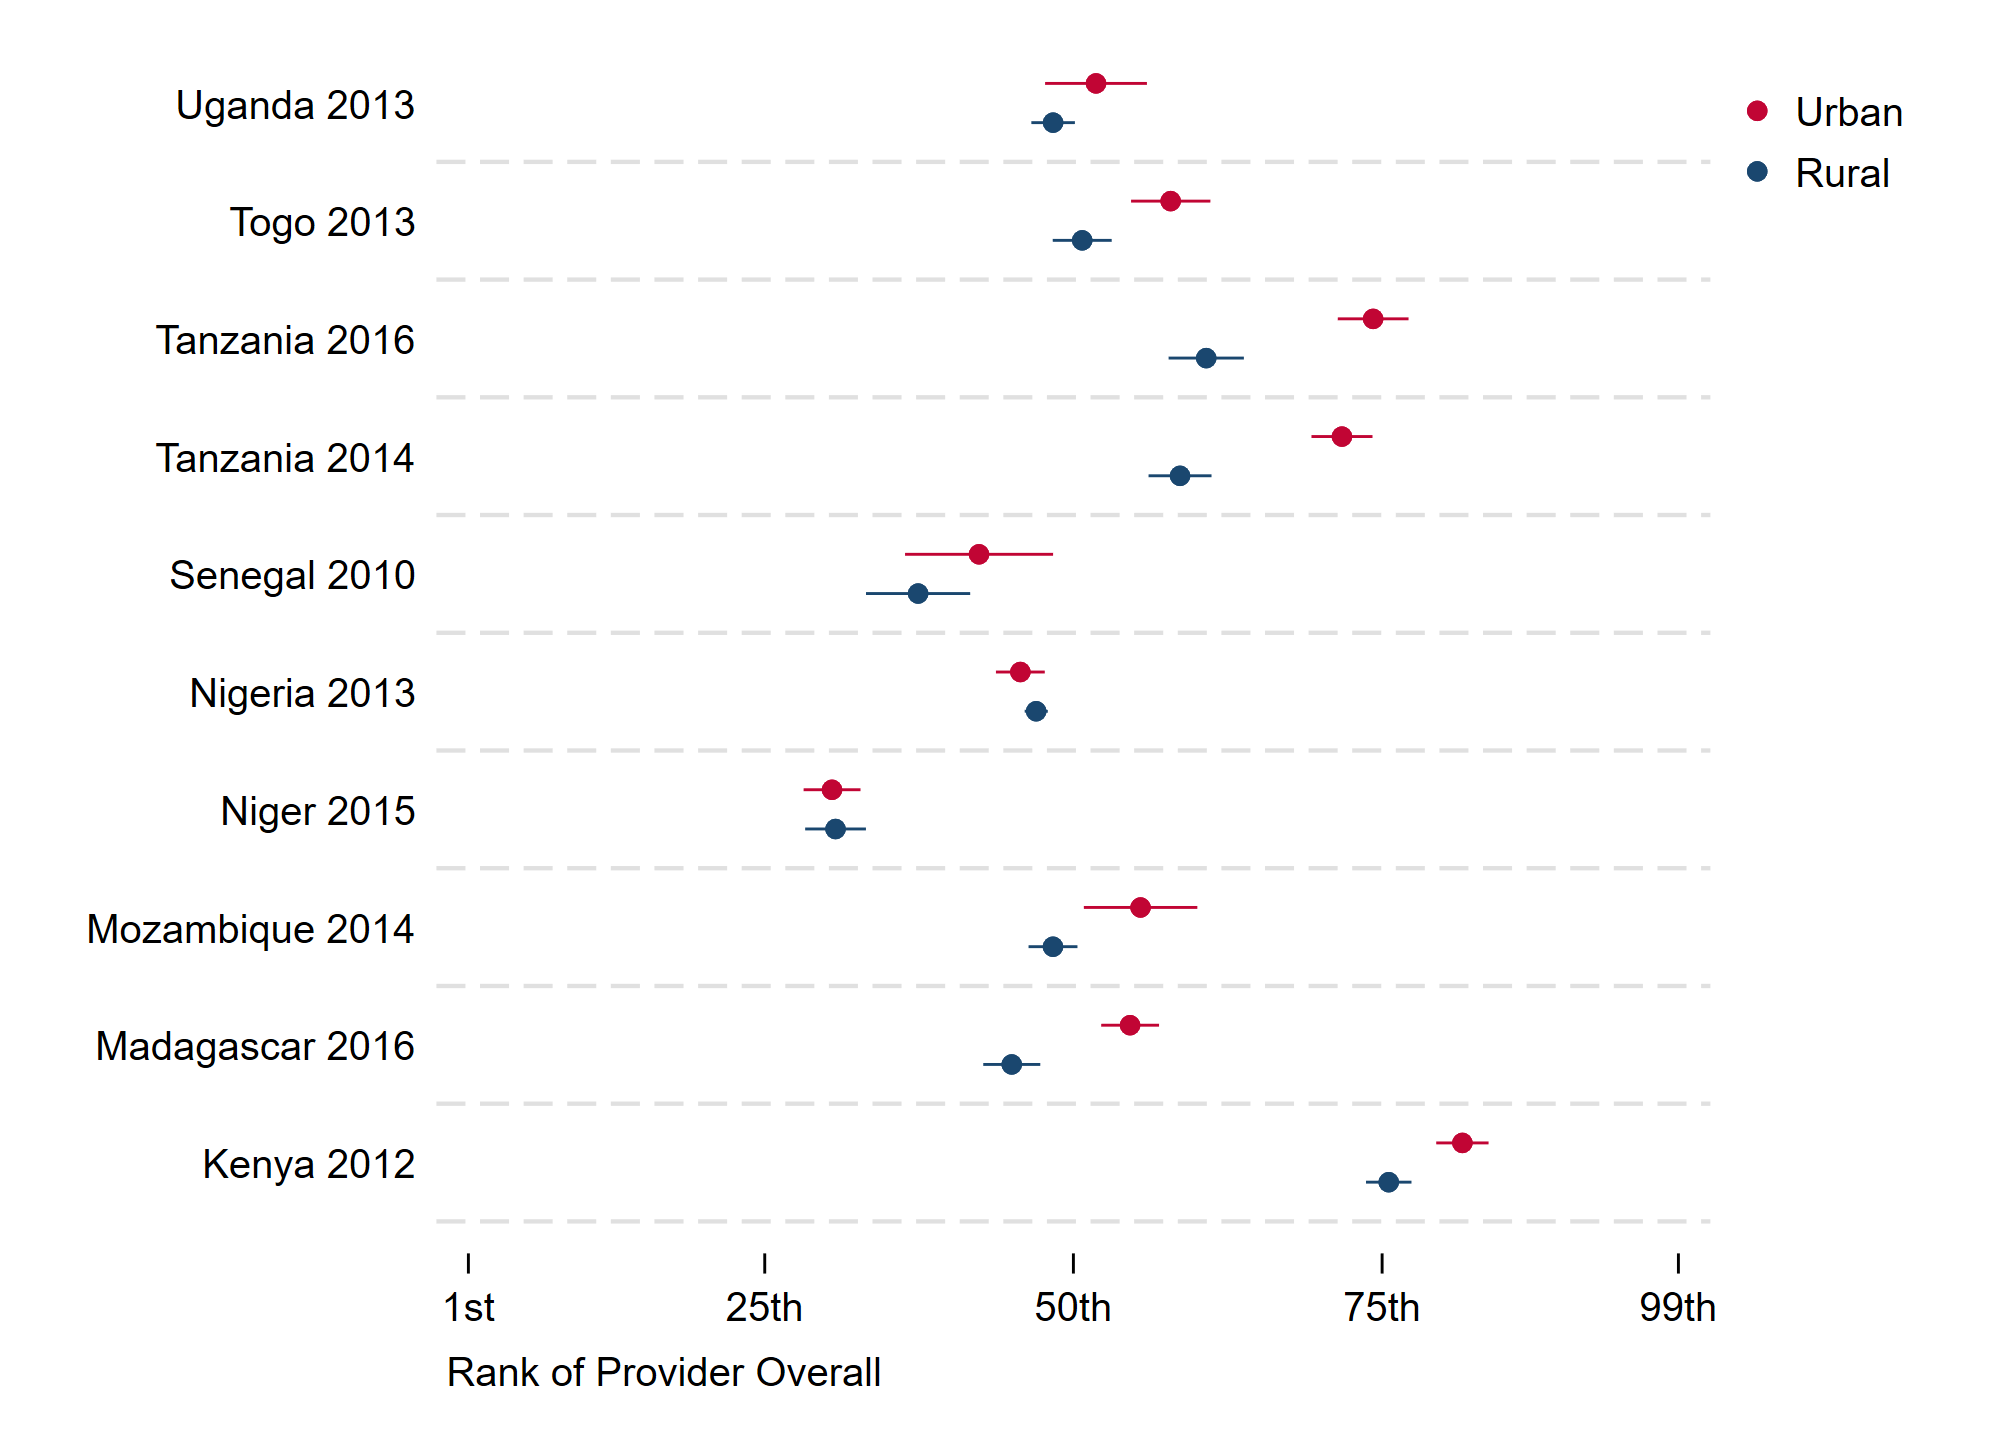 Urban
Rural
Uganda 2013
Togo 2013
Tanzania 2016
Tanzania 2014
Senegal 2010
Nigeria 2013
Niger 2015
Mozambique 2014
Madagascar 2016
Kenya 2012
1st 25th 50th 75th 99th
Rank of Provider Overall